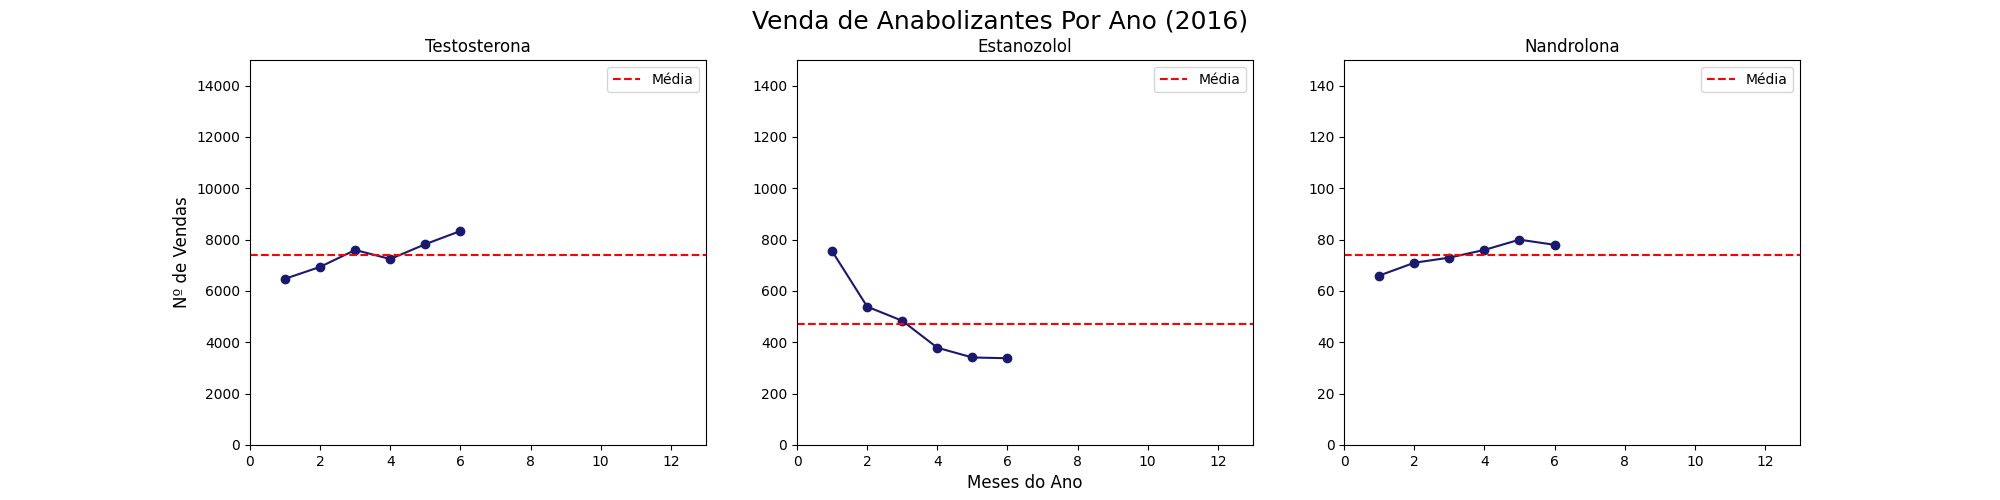 Venda de Anabolizantes Por Ano (2016)
Testosterona
Média
14000
12000
10000
8000
6000
4000
2000
0
Nº de Vendas
0 2 4 6 8 10 12
Estanozolol
Média
1400
1200
1000
800
600
400
200
0
0 2 4 6 8 10 12
Meses do Ano
Nandrolona
Média
140
120
100
80
60
40
20
0
0 2 4 6 8 10 12